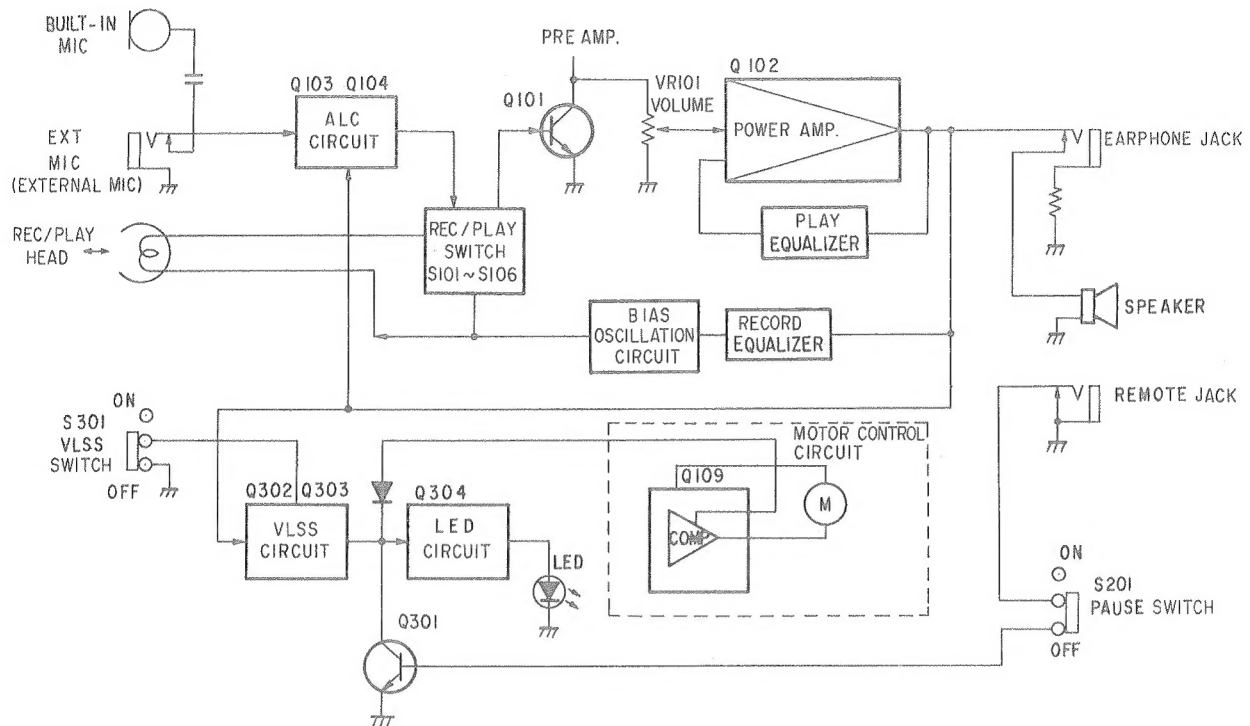 BUILT-IN
MIC
PRE AMP.
Q103 Q104
ALC
CIRCUIT
Q101
VR101
VOLUME
Q102
POWER AMP.
EXT
MIC
(EXTERNAL MIC)
EARPHONE JACK
REC/PLAY
HEAD
REC/PLAY
SWITCH
S101~S106
PLAY
EQUALIZER
BIAS
OSCILLATION
CIRCUIT
RECORD
EQUALIZER
SPEAKER
ON
S301
VLSS
SWITCH
OFF
REMOTE JACK
MOTOR CONTROL
CIRCUIT
Q302 Q303
VLSS
CIRCUIT
Q304
LED
CIRCUIT
LED
Q109
COMP
M
ON
S201
PAUSE SWITCH
OFF
Q301